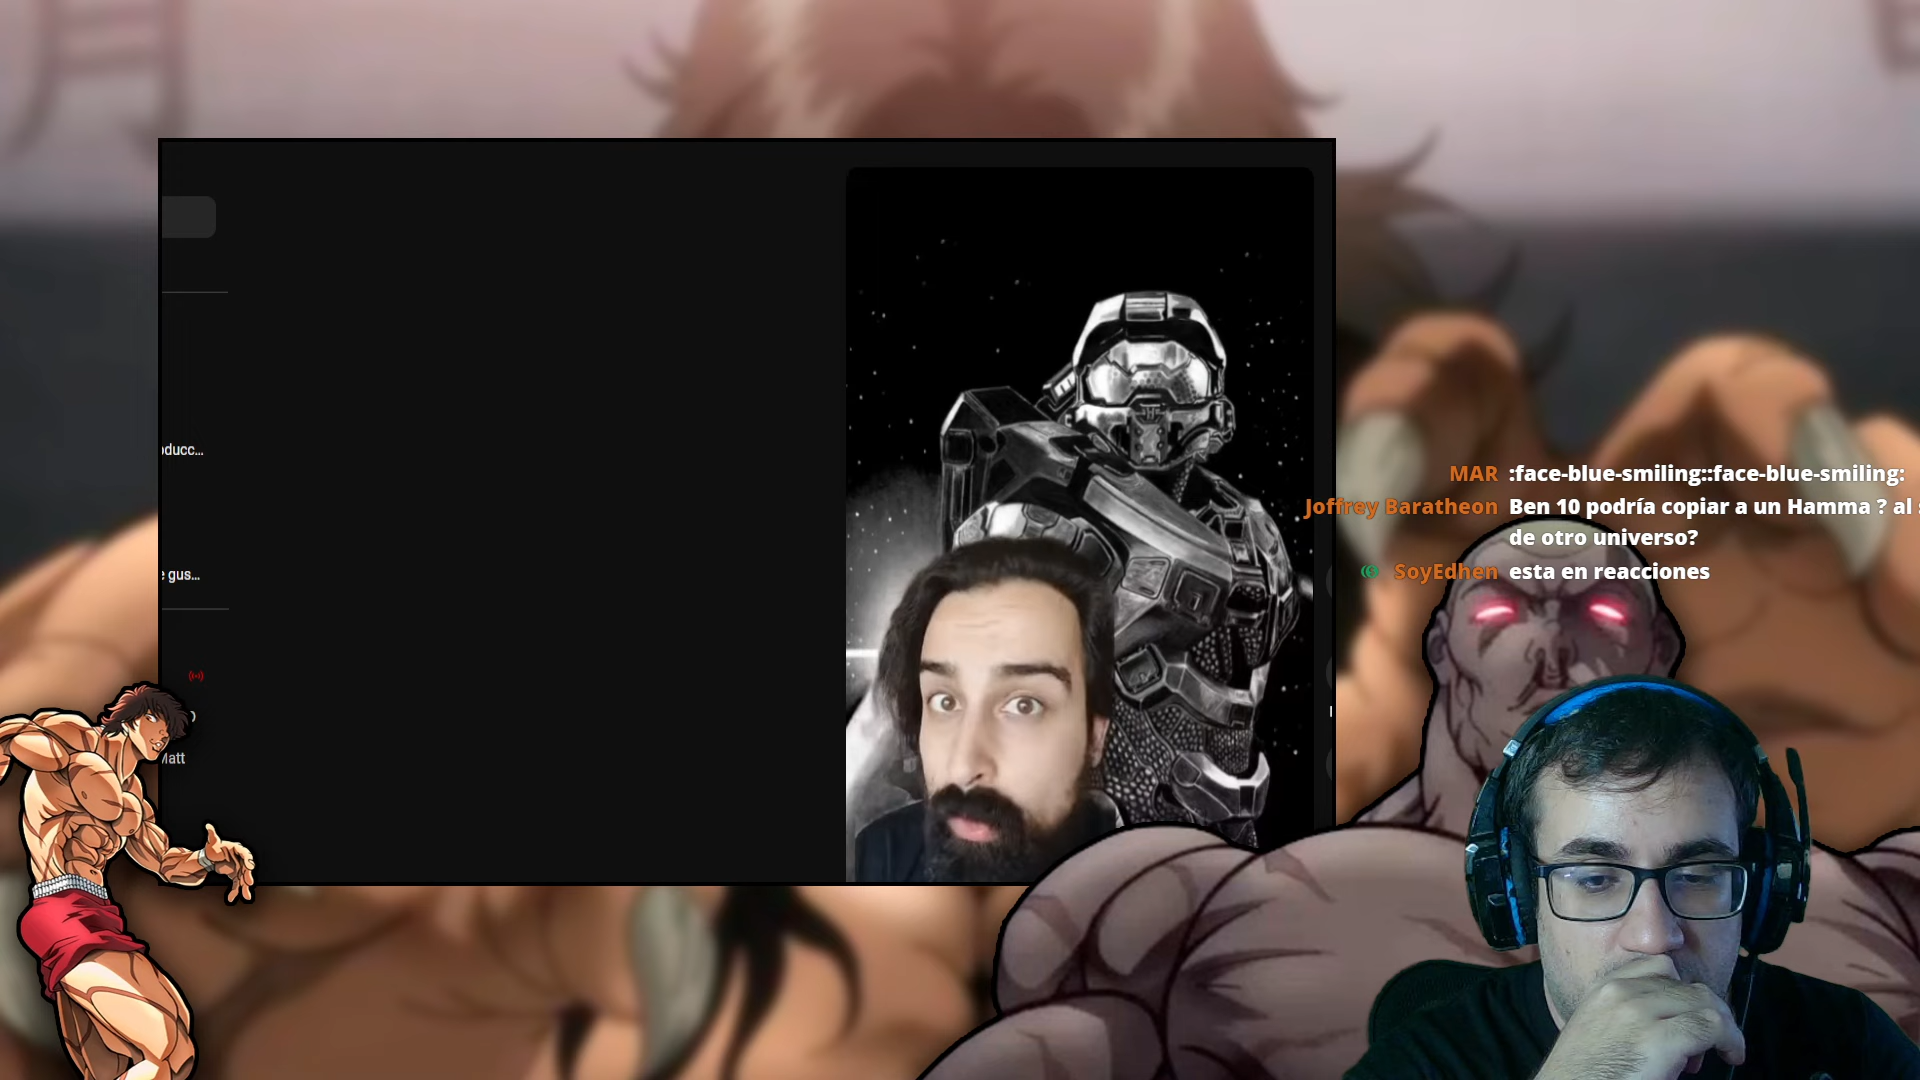 oducc...
e gus...
Matt
MAR :face-blue-smiling::face-blue-smiling:
Joffrey Baratheon Ben 10 podría copiar a un Hamma ? al
de otro universo?
SoyEdhen esta en reacciones